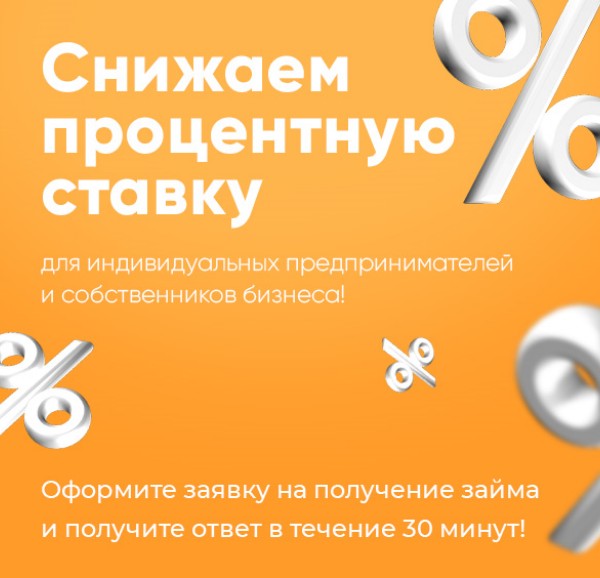 Снижаем
процентную
ставку
для индивидуальных предпринимателей
и собственников бизнеса!
Оформите заявку на получение займа
и получите ответ в течение 30 минут!